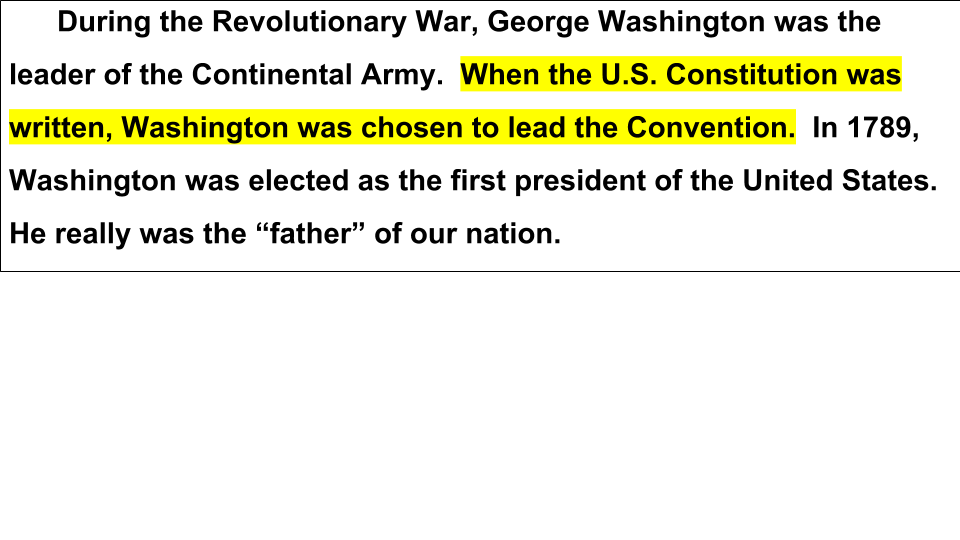 During the Revolutionary War, George Washington was the
leader of the Continental Army.  When the U.S. Constitution was
written, Washington was chosen to lead the Convention.  In 1789,
Washington was elected as the first president of the United States.
He really was the “father” of our nation.